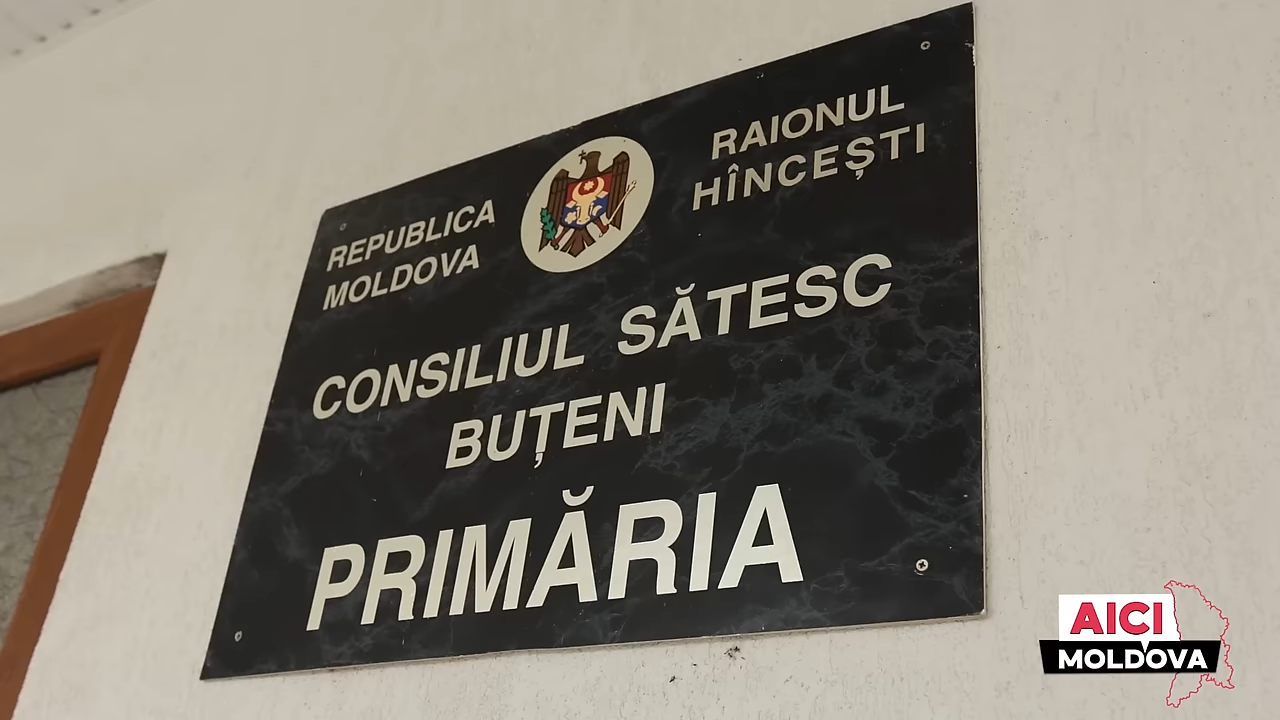 REPUBLICA
MOLDOVA
RAIONUL
HÎNCEȘTI
CONSILIUL SĂTESC
BUȚENI
PRIMĂRIA
AICI
MOLDOVA